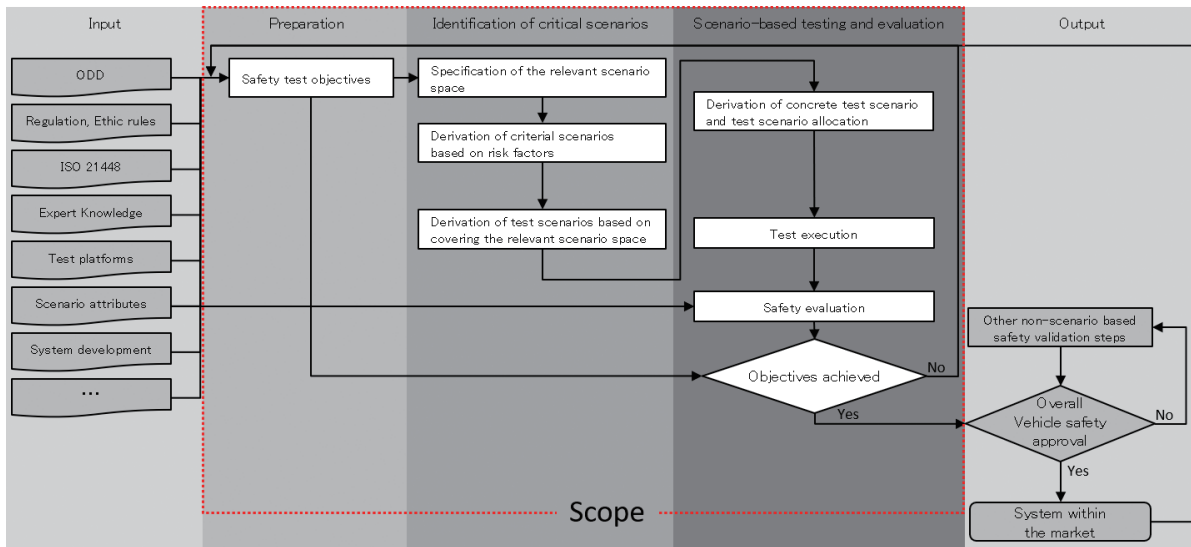 Input
Preparation
Identification of critical scenarios
Scenario-based testing and evaluation
Output
ODD
Regulation, Ethic rules
ISO 21448
Expert Knowledge
Test platforms
Scenario attributes
System development
...
Safety test objectives
Specification of the relevant scenario
space
Derivation of criterial scenarios
based on risk factors
Derivation of test scenarios based on
covering the relevant scenario space
Derivation of concrete test scenario
and test scenario allocation
Test execution
Safety evaluation
Objectives achieved
No
Yes
Other non-scenario based
safety validation steps
Overall
Vehicle safety
approval
No
Yes
System within
the market
Scope